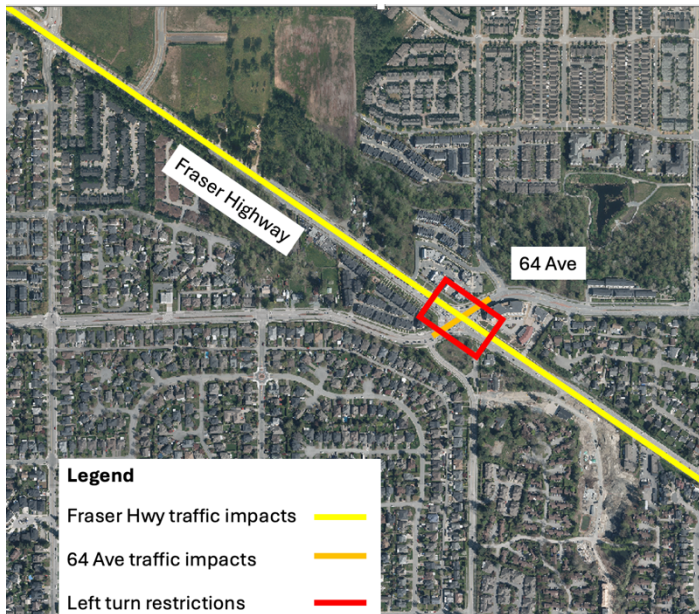 Fraser Highway
64 Ave
Legend
Fraser Hwy traffic impacts
64 Ave traffic impacts
Left turn restrictions